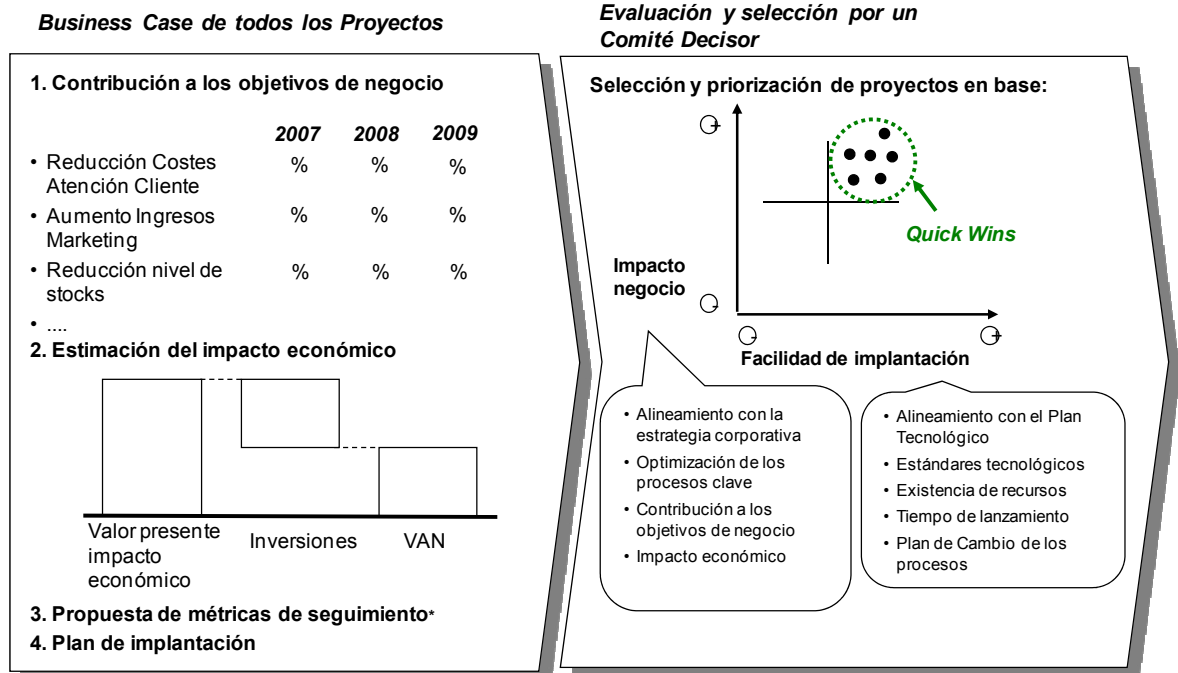 Business Case de todos los Proyectos
1. Contribución a los objetivos de negocio
2007 2008 2009
• Reducción Costes % % %
Atención Cliente
• Aumento Ingresos % % %
Marketing
• Reducción nivel de % % %
stocks
• ....
2. Estimación del impacto económico
Valor presente
impacto
económico
Inversiones
VAN
3. Propuesta de métricas de seguimiento*
4. Plan de implantación
Evaluación y selección por un
Comité Decisor
Selección y priorización de proyectos en base:
+
Quick Wins
Impacto
negocio
-
- +
Facilidad de implantación
• Alineamiento con la
estrategia corporativa
• Optimización de los
procesos clave
• Contribución a los
objetivos de negocio
• Impacto económico
• Alineamiento con el Plan
Tecnológico
• Estándares tecnológicos
• Existencia de recursos
• Tiempo de lanzamiento
• Plan de Cambio de los
procesos